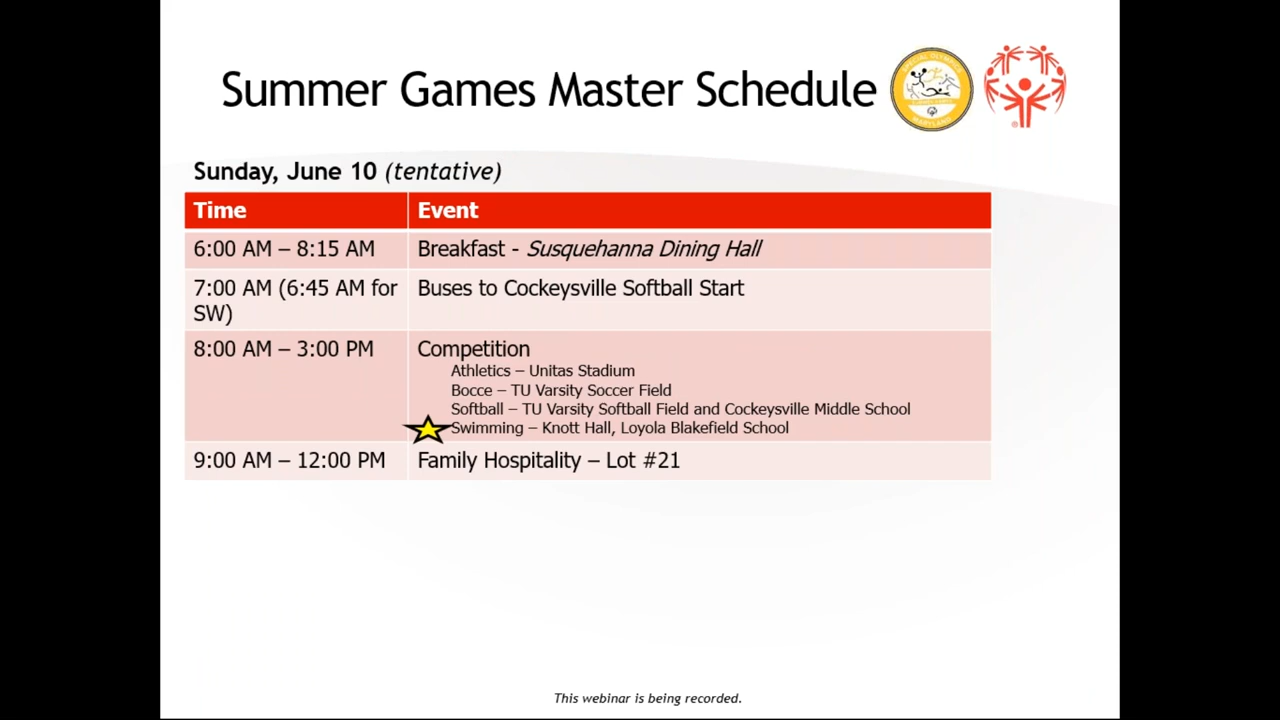 Summer Games Master Schedule
SPECIAL OLYMPICS
MARYLAND
Sunday, June 10 (tentative)
Time Event
6:00 AM – 8:15 AM Breakfast - Susquehanna Dining Hall
7:00 AM (6:45 AM for Buses to Cockeysville Softball Start
SW)
8:00 AM – 3:00 PM Competition
Athletics – Unitas Stadium
Bocce – TU Varsity Soccer Field
Softball – TU Varsity Softball Field and Cockeysville Middle School
Swimming – Knott Hall, Loyola Blakefield School
9:00 AM – 12:00 PM Family Hospitality – Lot #21
This webinar is being recorded.